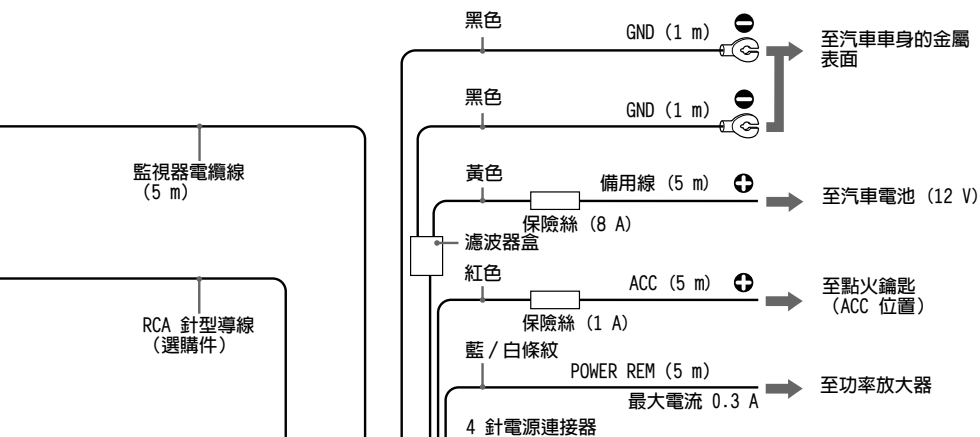 黑色
GND (1 m)
至汽車車身的金屬
表面
黑色
GND (1 m)
監視器電纜線
(5 m)
黃色
備用線 (5 m)
至汽車電池 (12 V)
保險絲 (8 A)
濾波器盒
紅色
ACC (5 m)
至點火鑰匙
(ACC 位置)
保險絲 (1 A)
RCA 針型導線
(選購件)
藍/白條紋
POWER REM (5 m)
至功率放大器
最大電流 0.3 A
4 針電源連接器